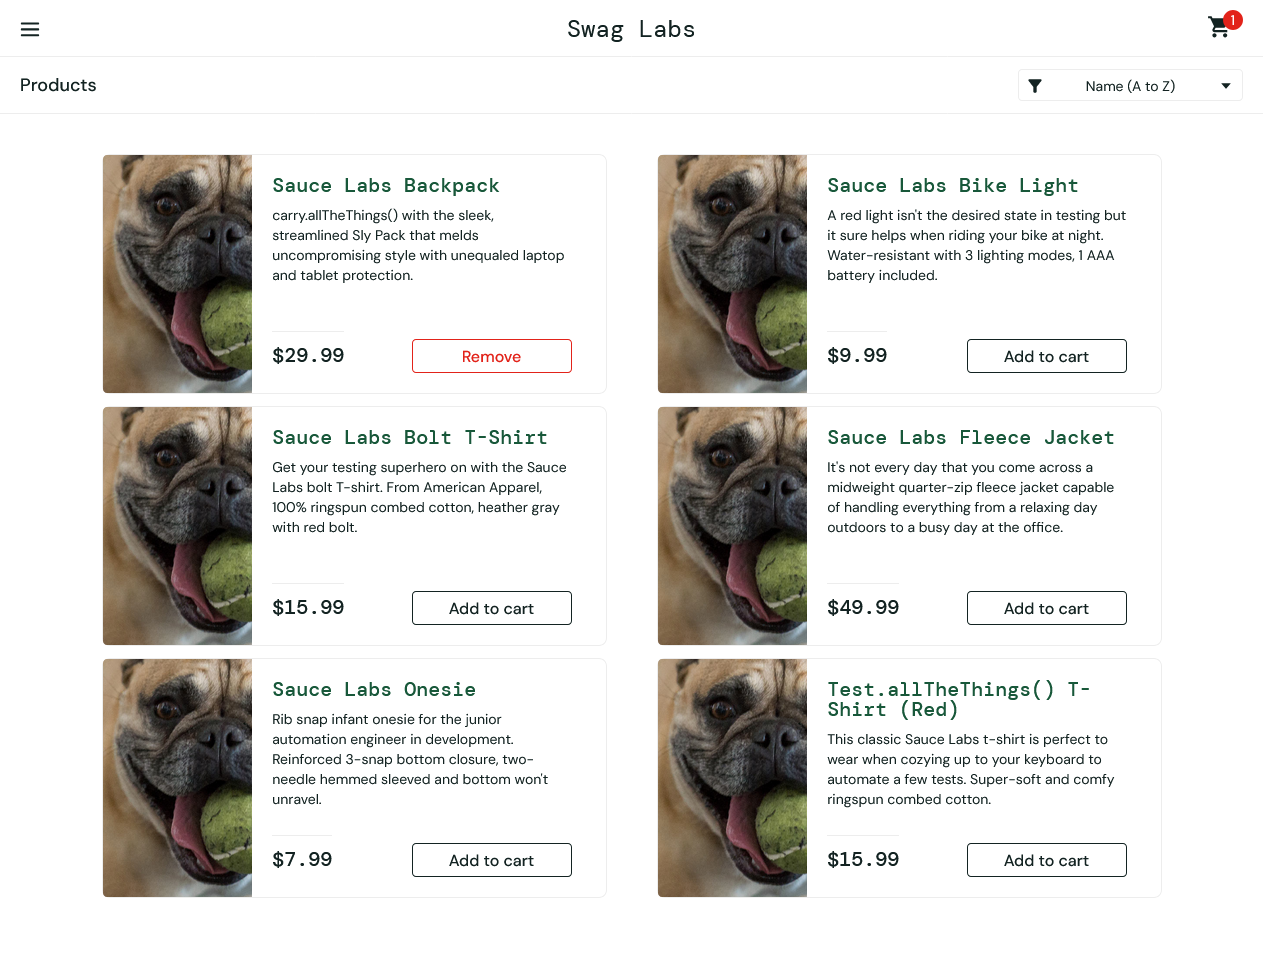 Swag Labs
1
Products
Name (A to Z)
Sauce Labs Backpack
carry.allTheThings() with the sleek,
streamlined Sly Pack that melds
uncompromising style with unequaled laptop
and tablet protection.
$29.99
Remove
Sauce Labs Bike Light
A red light isn't the desired state in testing but
it sure helps when riding your bike at night.
Water-resistant with 3 lighting modes, 1 AAA
battery included.
$9.99
Add to cart
Sauce Labs Bolt T-Shirt
Get your testing superhero on with the Sauce
Labs bolt T-shirt. From American Apparel,
100% ringspun combed cotton, heather gray
with red bolt.
$15.99
Add to cart
Sauce Labs Fleece Jacket
It's not every day that you come across a
midweight quarter-zip fleece jacket capable
of handling everything from a relaxing day
outdoors to a busy day at the office.
$49.99
Add to cart
Sauce Labs Onesie
Rib snap infant onesie for the junior
automation engineer in development.
Reinforced 3-snap bottom closure, two-
needle hemmed sleeved and bottom won't
unravel.
$7.99
Add to cart
Test.allTheThings() T-
Shirt (Red)
This classic Sauce Labs t-shirt is perfect to
wear when cozying up to your keyboard to
automate a few tests. Super-soft and comfy
ringspun combed cotton.
$15.99
Add to cart